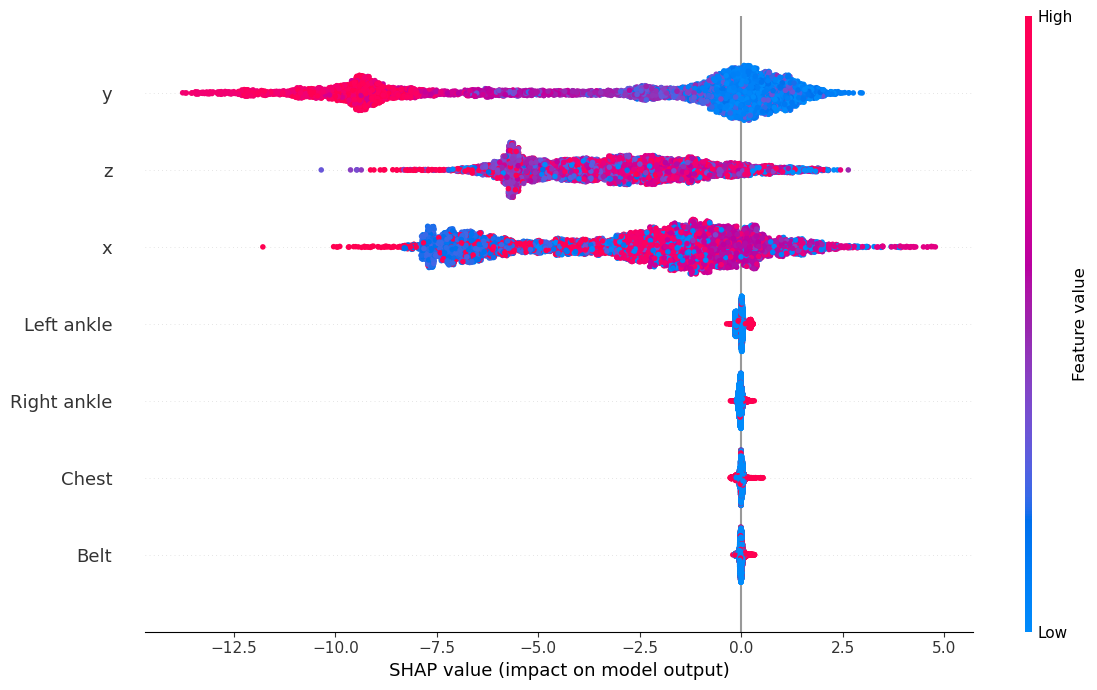 High
y
z
x
Left ankle
Right ankle
Chest
Belt
Feature value
Low
−12.5 −10.0 −7.5 −5.0 −2.5 0.0 2.5 5.0
SHAP value (impact on model output)